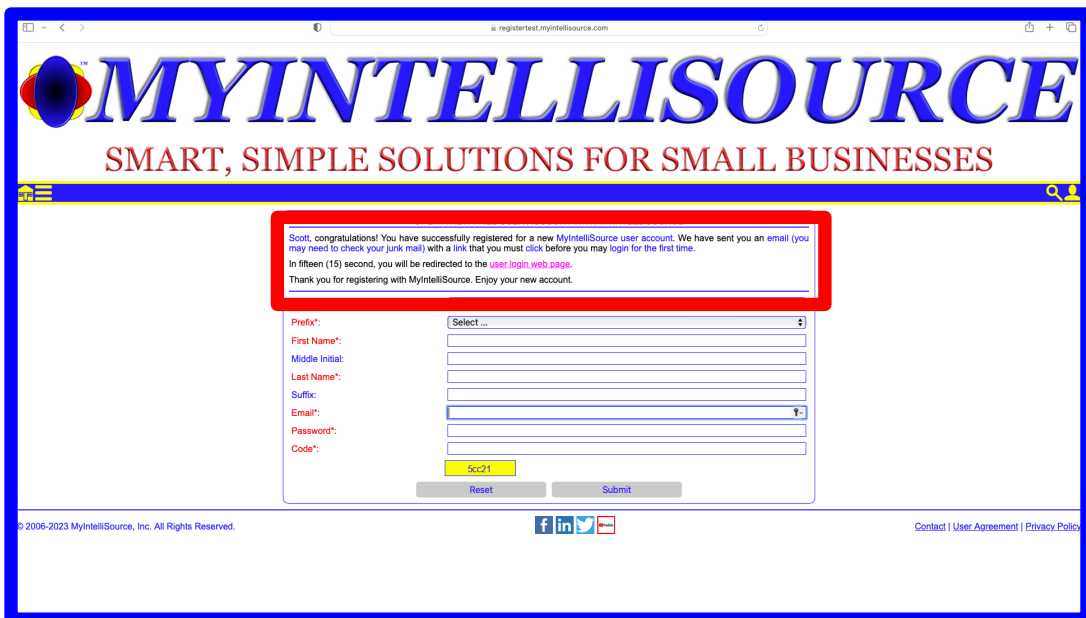 registertest.myintellisource.com
™
MYINTELLISOURCE
SMART, SIMPLE SOLUTIONS FOR SMALL BUSINESSES
Scott, congratulations! You have successfully registered for a new MyIntelliSource user account. We have sent you an email (you
may need to check your junk mail) with a link that you must click before you may login for the first time.
In fifteen (15) second, you will be redirected to the user login web page.
Thank you for registering with MyIntelliSource. Enjoy your new account.
Prefix*: Select ...
First Name*:
Middle Initial:
Last Name*:
Suffix:
Email*:
Password*:
Code*:
5cc21
Reset Submit
© 2006-2023 MyIntelliSource, Inc. All Rights Reserved. Contact | User Agreement | Privacy Policy